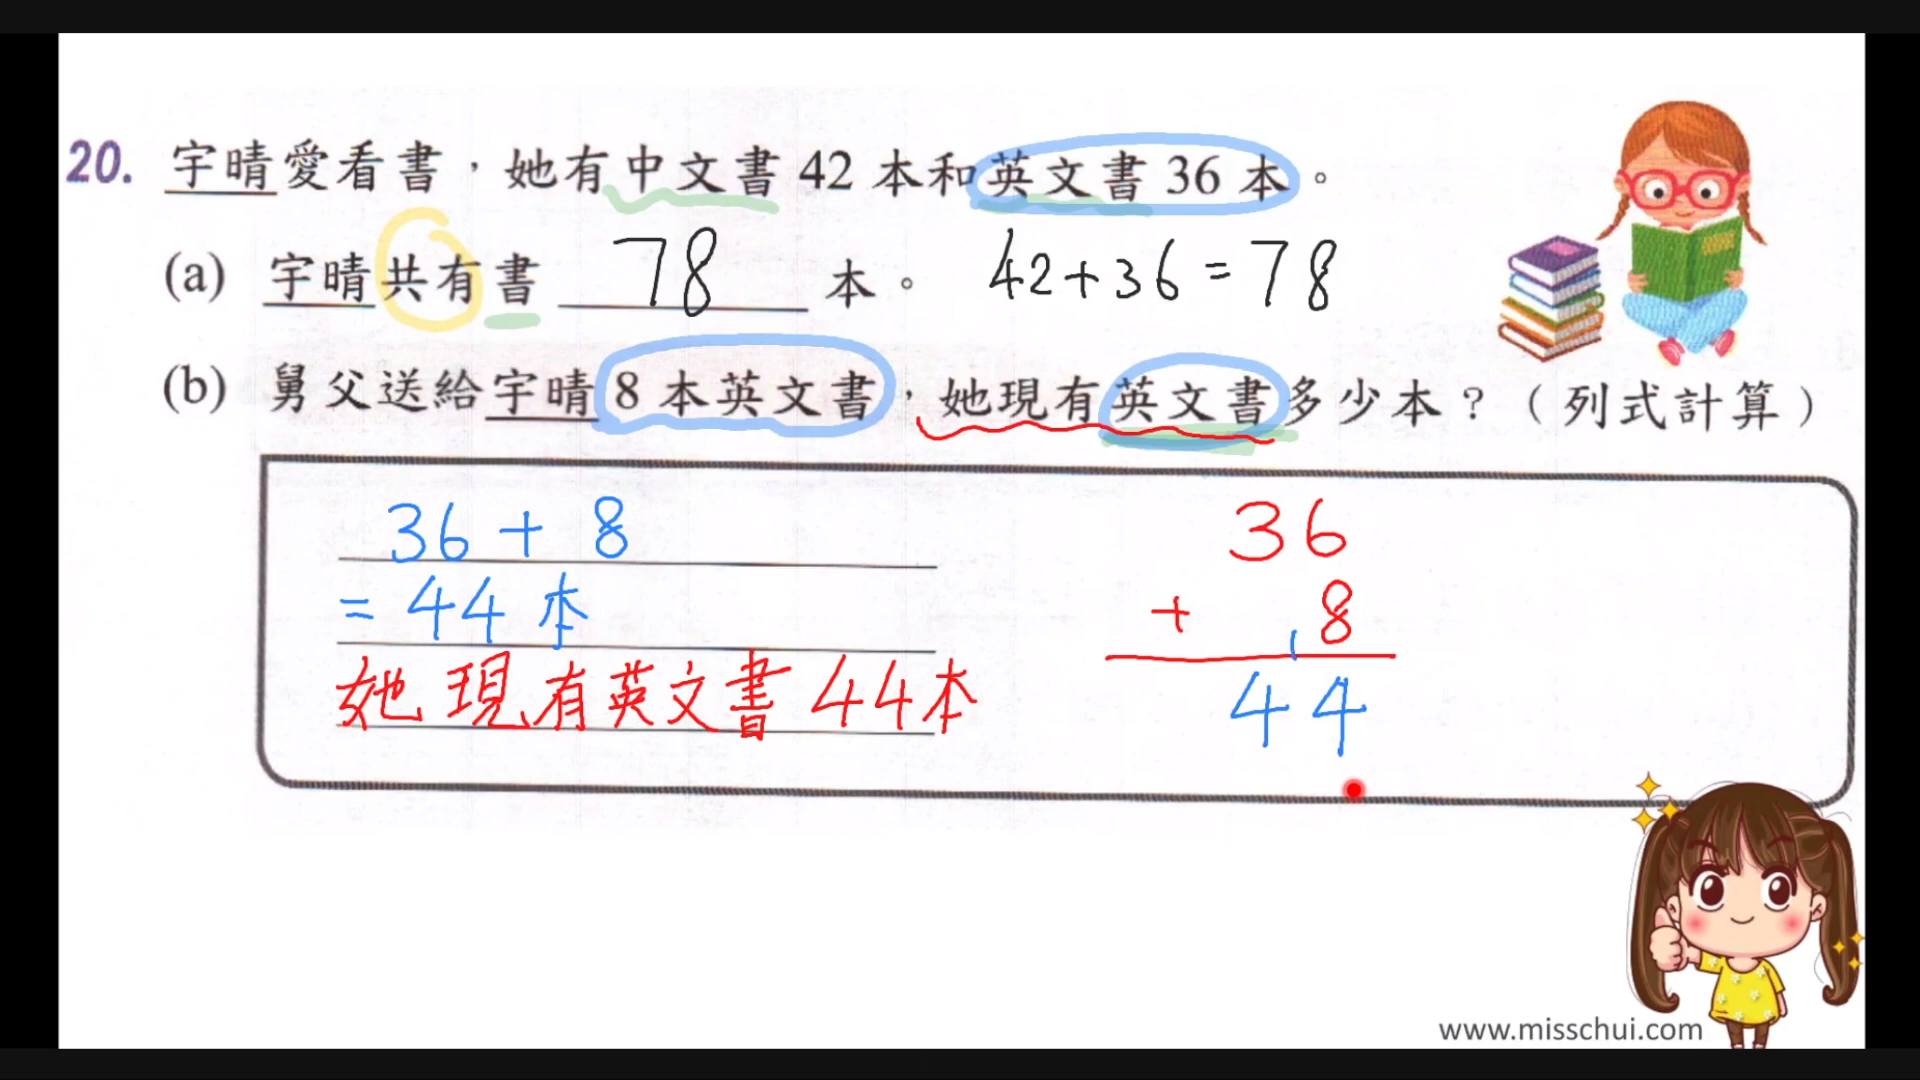 20. 宇晴愛看書，她有中文書 42 本和英文書 36 本。
(a) 宇晴共有書 78 本。 42+36=78
(b) 舅父送給宇晴 8 本英文書，她現有英文書多少本？（列式計算）
36 + 8
= 44 本
她現有英文書44本
36
+ 1 8
44
www.misschui.com